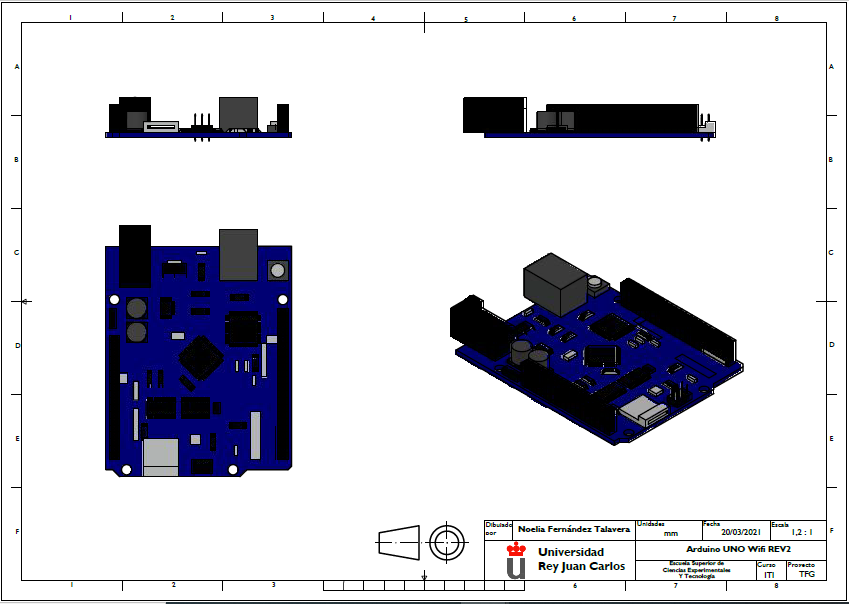 1 2 3 4 5 6 7 8
A A
B B
C C
D D
E E
F F
Dibujado por
Noelia Fernández Talavera
Unidades
mm
Fecha
20/03/2021
Escala
1,2 : 1
Universidad
Rey Juan Carlos
Arduino UNO Wifi REV2
Escuela Superior de
Ciencias Experimentales
Y Tecnología
Curso
ITI
Proyecto
TFG
1 2 3 6 7 8